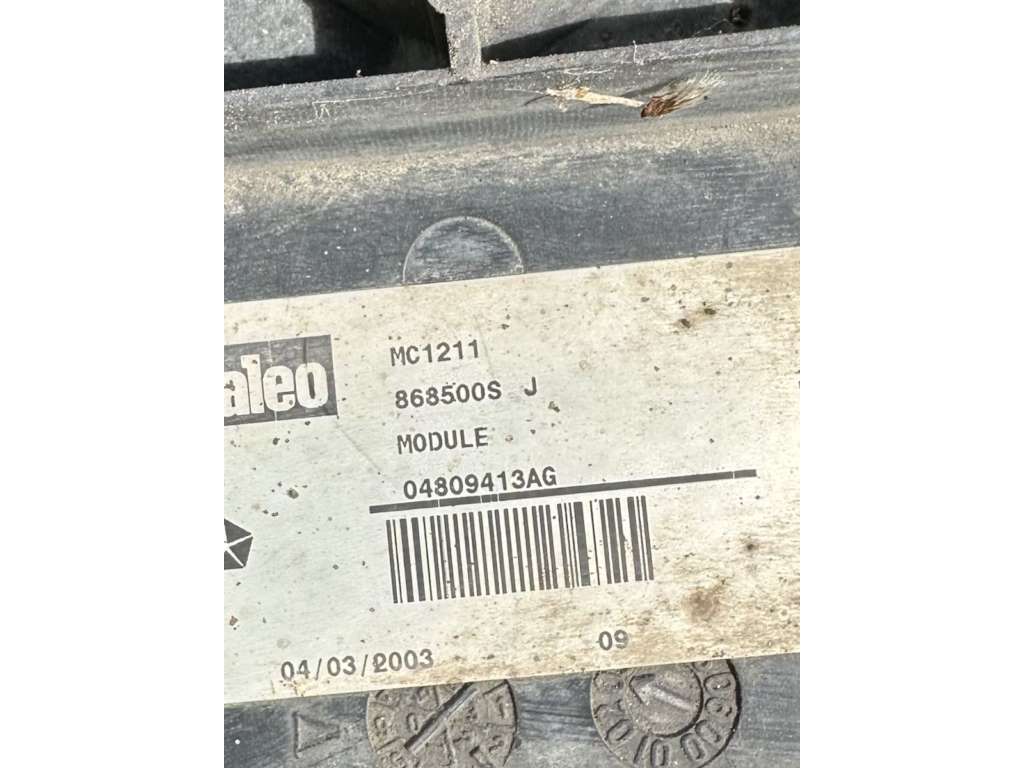 aleo
MC1211
868500S J
MODULE
04809413AG
04/03/2003
09